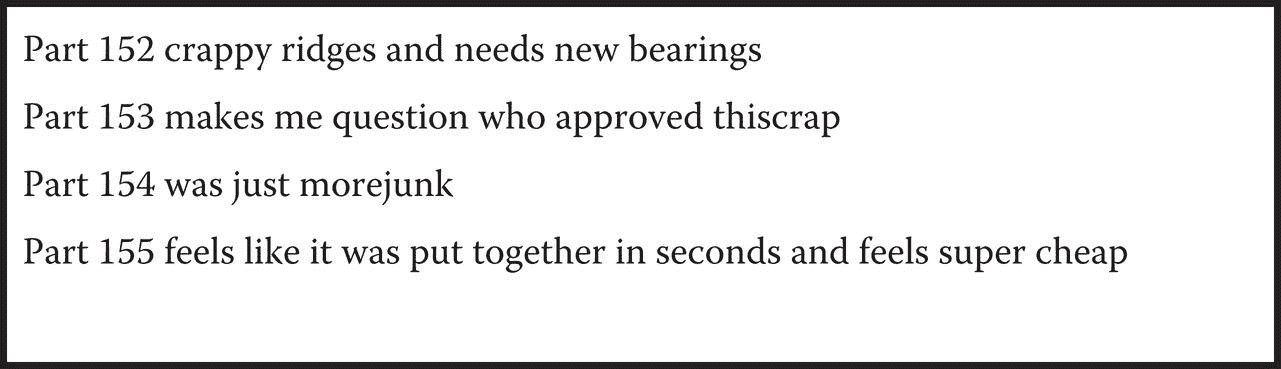 Part 152 crappy ridges and needs new bearings
Part 153 makes me question who approved thiscrap
Part 154 was just morejunk
Part 155 feels like it was put together in seconds and feels super cheap